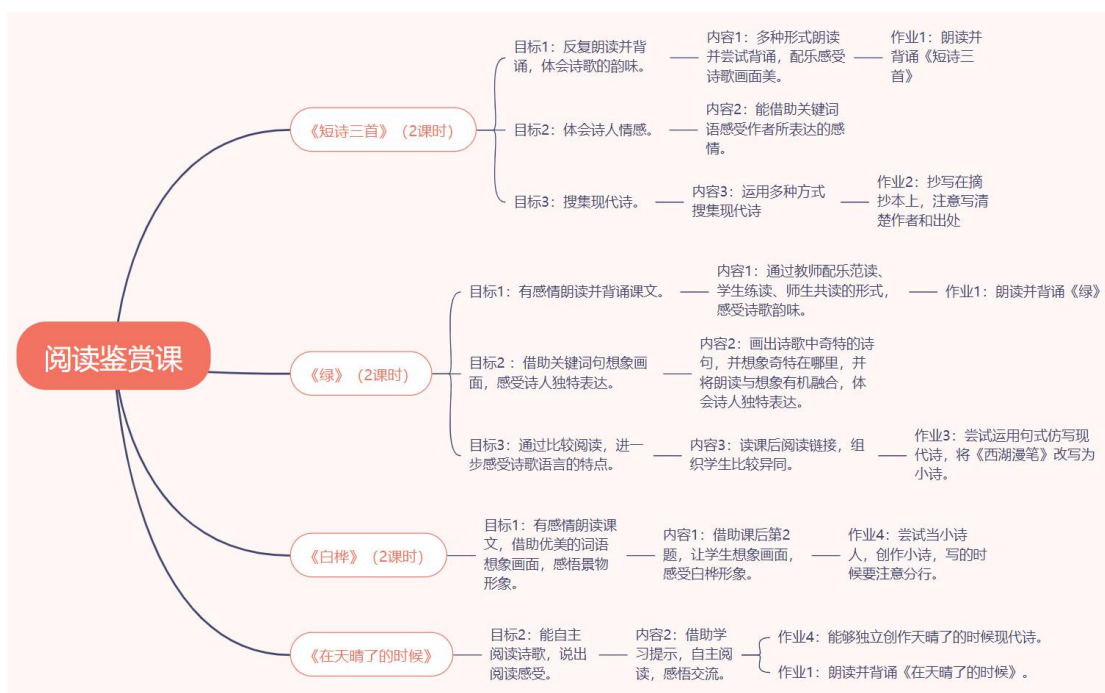 阅读鉴赏课
《短诗三首》（2课时）
目标1：反复朗读并背
诵，体会诗歌的韵味。
内容1：多种形式朗读
并尝试背诵，配乐感受
诗歌画面美。
作业1：朗读并
背诵《短诗三
首》
目标2：体会诗人情感。
内容2：能借助关键词
语感受作者所表达的感
情。
目标3：搜集现代诗。
内容3：运用多种方式
搜集现代诗
作业2：抄写在摘
抄本上，注意写清
楚作者和出处
《绿》（2课时）
目标1：有感情朗读并背诵课文。
内容1：通过教师配乐范读、
学生练读、师生共读的形式，
感受诗歌韵味。
作业1：朗读并背诵《绿》
目标2 ：借助关键词句想象画
面，感受诗人独特表达。
内容2：画出诗歌中奇特的诗
句，并想象奇特在哪里，并
将朗读与想象有机融合，体
会诗人独特表达。
目标3：通过比较阅读，进一
步感受诗歌语言的特点。
内容3：读课后阅读链接，组
织学生比较异同。
作业3：尝试运用句式仿写现
代诗，将《西湖漫笔》改写为
小诗。
《白桦》（2课时）
目标1：有感情朗读课
文，借助优美的词语
想象画面，感悟景物
形象。
内容1：借助课后第2
题，让学生想象画面，
感受白桦形象。
作业4：尝试当小诗
人，创作小诗，写的时
候要注意分行。
《在天晴了的时候》
目标2：能自主
阅读诗歌，说出
阅读感受。
内容2：借助学
习提示，自主阅
读，感悟交流。
作业4：能够独立创作天晴了的时候现代诗。
作业1：朗读并背诵《在天晴了的时候》。